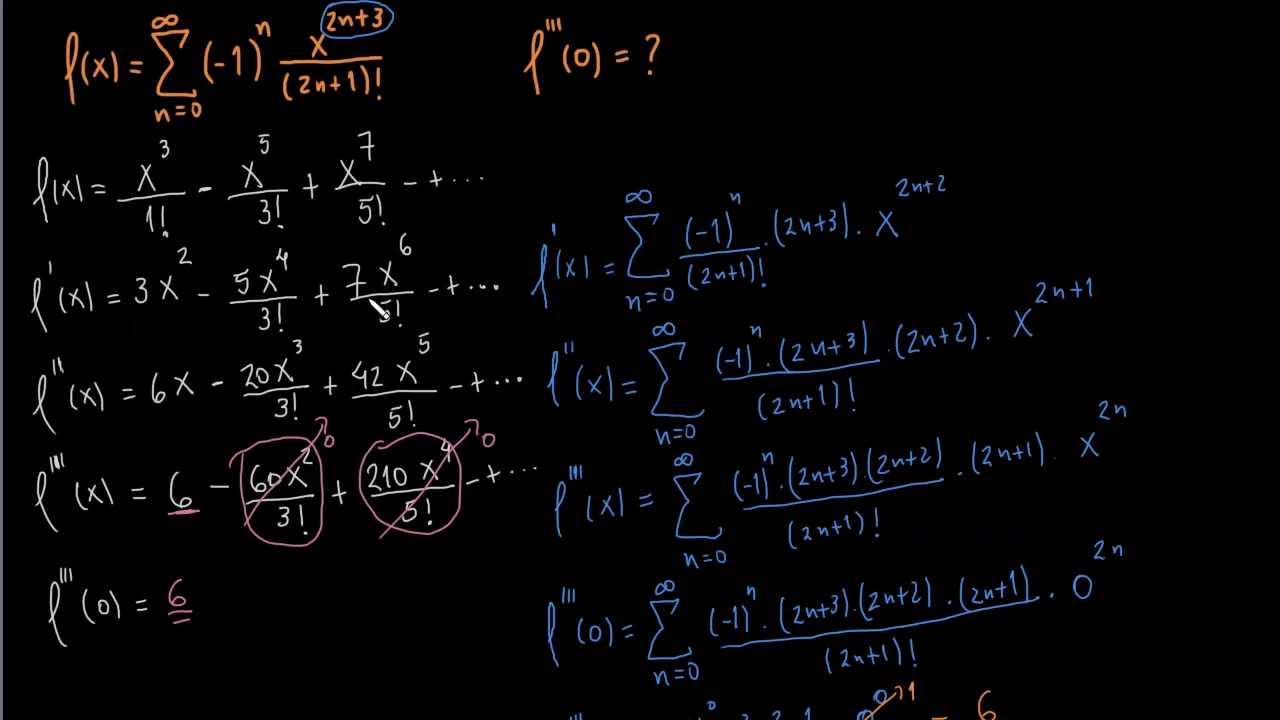 f(x) = ∑_{n=0}^{∞} (-1)^n x^{2n+3}/(2n+1)!
f'''(0) = ?
f(x) = x^3/1! - x^5/3! + x^7/5! - + ...
f'(x) = 3x^2 - 5x^4/3! + 7x^6/5! - + ...
f''(x) = 6x - 20x^3/3! + 42x^5/5! - + ...
f'''(x) = 6 - 60x^2/3! + 210x^4/5! - + ...
0 0
f'''(0) = 6
f'(x) = ∑_{n=0}^{∞} (-1)^n/(2n+1)! · (2n+3) · x^{2n+2}
f''(x) = ∑_{n=0}^{∞} (-1)^n · (2n+3)/(2n+1)! · (2n+2) · x^{2n+1}
f'''(x) = ∑_{n=0}^{∞} (-1)^n · (2n+3)(2n+2)/(2n+1)! · (2n+1) · x^{2n}
f'''(0) = ∑_{n=0}^{∞} (-1)^n · (2n+3)·(2n+2) · (2n+1)/(2n+1)! · 0^{2n}